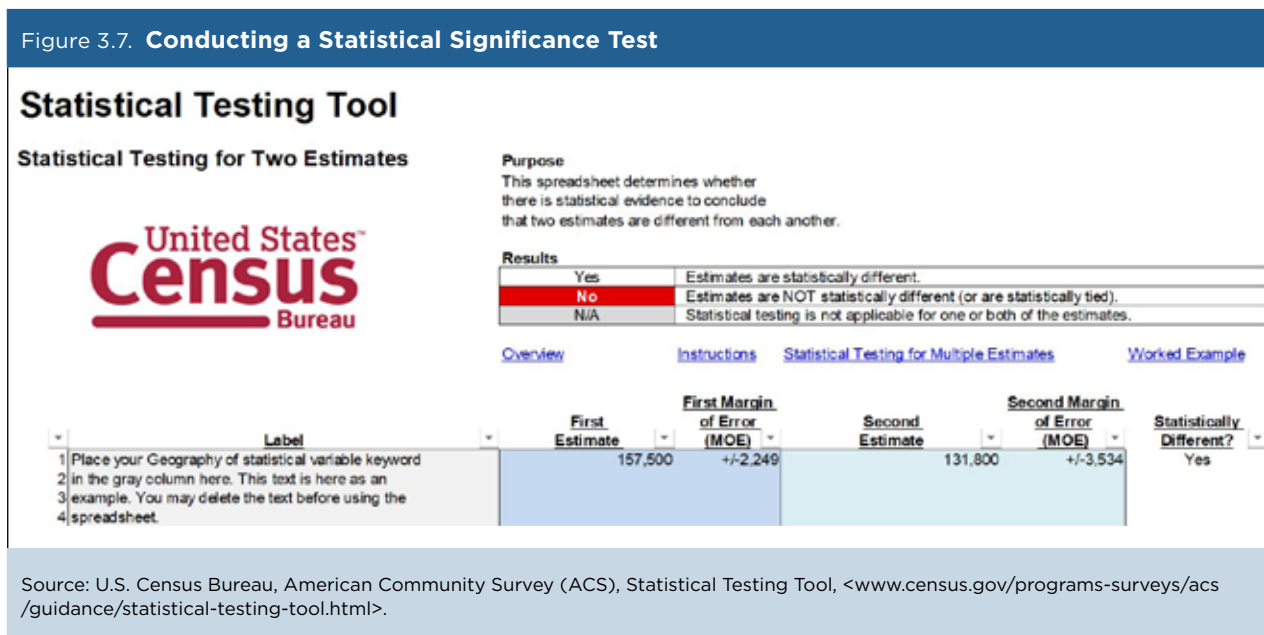 Figure 3.7. Conducting a Statistical Significance Test
Statistical Testing Tool
Statistical Testing for Two Estimates
United States™
Census
Bureau
Purpose
This spreadsheet determines whether
there is statistical evidence to conclude
that two estimates are different from each another.
Results
Yes Estimates are statistically different.
No Estimates are NOT statistically different (or are statistically tied).
N/A Statistical testing is not applicable for one or both of the estimates.
Overview Instructions Statistical Testing for Multiple Estimates Worked Example
Label
First
Estimate
First Margin
of Error
(MOE)
Second
Estimate
Second Margin
of Error
(MOE)
Statistically
Different?
1 Place your Geography of statistical variable keyword 157,500 +/-2,249 131,800 +/-3,534 Yes
2 in the gray column here. This text is here as an
3 example. You may delete the text before using the
4 spreadsheet.
Source: U.S. Census Bureau, American Community Survey (ACS), Statistical Testing Tool, <www.census.gov/programs-surveys/acs
/guidance/statistical-testing-tool.html>.